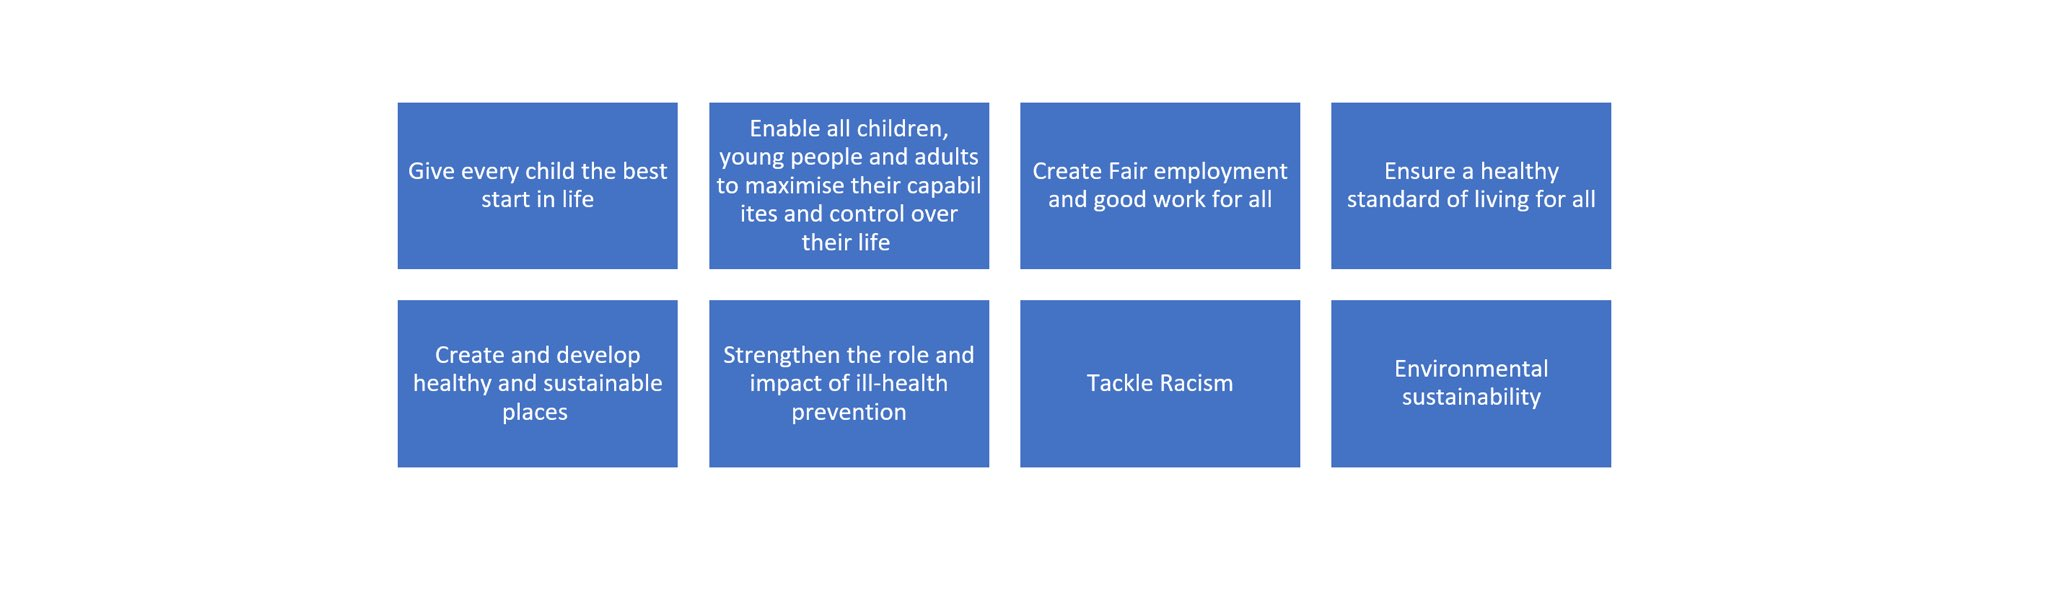 Give every child the best
start in life
Enable all children,
young people and adults
to maximise their capabil
ites and control over
their life
Create Fair employment
and good work for all
Ensure a healthy
standard of living for all
Create and develop
healthy and sustainable
places
Strengthen the role and
impact of ill-health
prevention
Tackle Racism
Environmental
sustainability